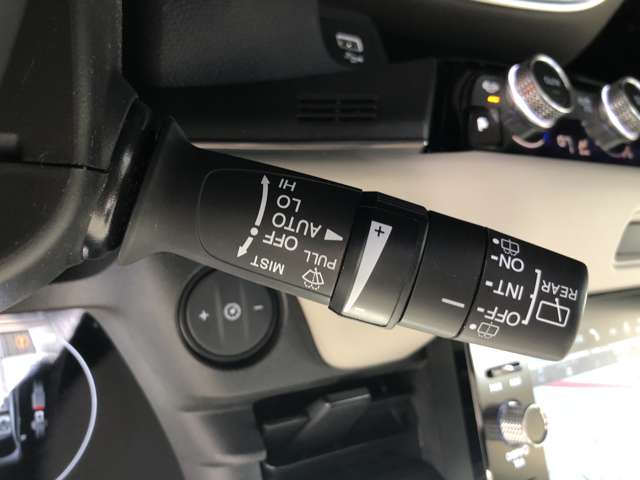 MIST
OFF
AUTO
LO
HI
PULL
+
OFF
INT
ON
REAR
+
-
P